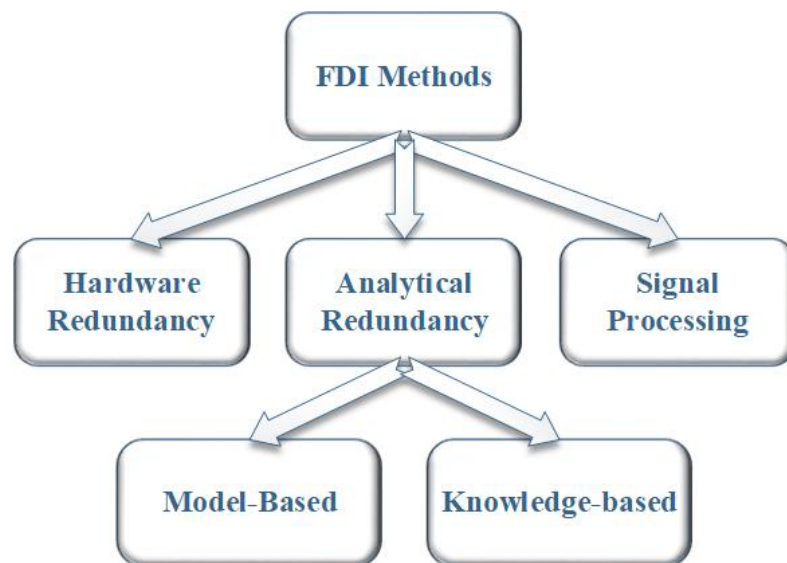 FDI Methods
Hardware
Redundancy
Analytical
Redundancy
Signal
Processing
Model-Based
Knowledge-based